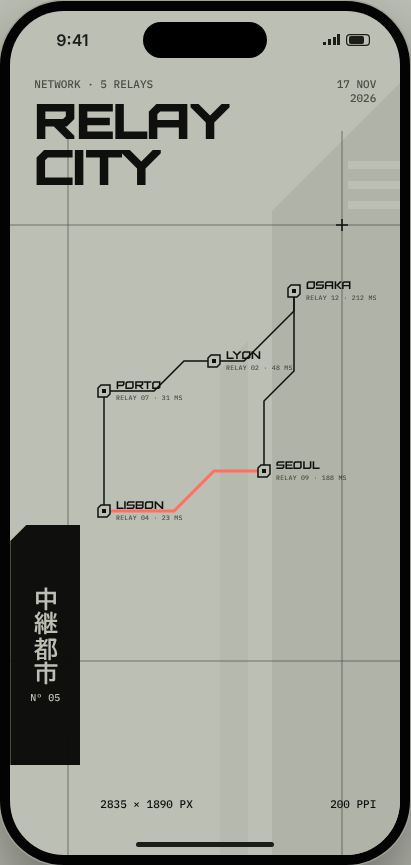 9:41
NETWORK · 5 RELAYS
17 NOV
2026
RELAY
CITY
OSAKA
RELAY 12 · 212 MS
LYON
RELAY 02 · 48 MS
PORTO
RELAY 07 · 31 MS
SEOUL
RELAY 09 · 188 MS
LISBON
RELAY 04 · 23 MS
中継都市
Nº 05
2835 × 1890 PX
200 PPI